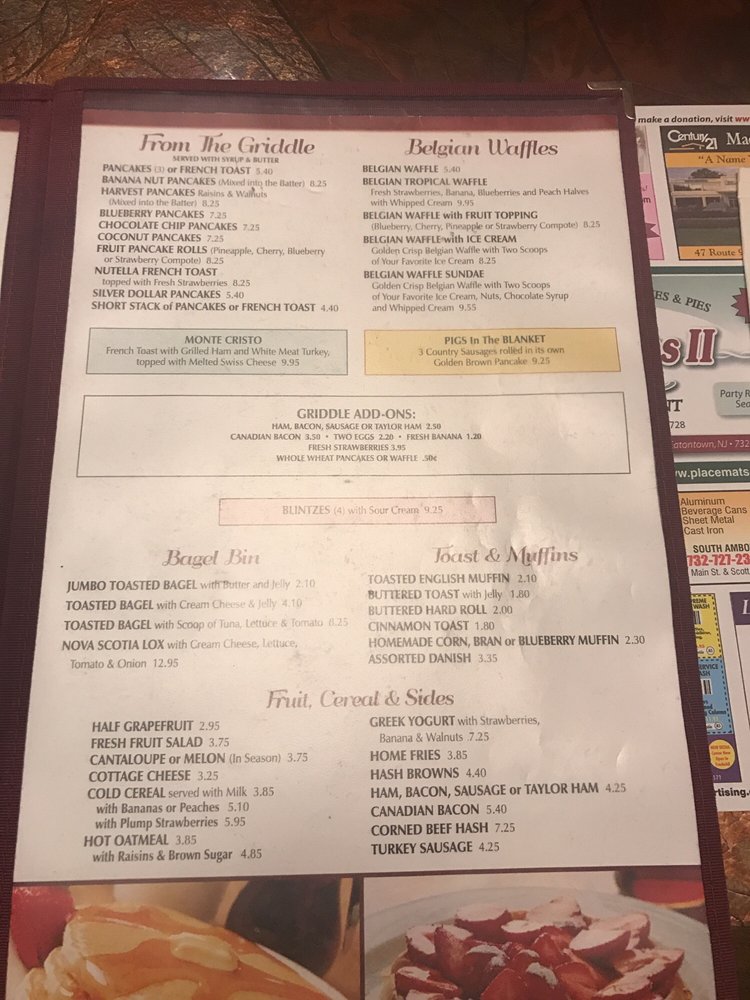 From The Griddle
SERVED WITH SYRUP & BUTTER
PANCAKES (3) or FRENCH TOAST 5.40
BANANA NUT PANCAKES (Mixed into the Batter) 8.25
HARVEST PANCAKES Raisins & Walnuts
(Mixed into the Batter) 8.25
BLUEBERRY PANCAKES 7.25
CHOCOLATE CHIP PANCAKES 7.25
COCONUT PANCAKES 7.25
FRUIT PANCAKE ROLLS (Pineapple, Cherry, Blueberry
or Strawberry Compote) 8.25
NUTELLA FRENCH TOAST
topped with Fresh Strawberries 8.25
SILVER DOLLAR PANCAKES 5.40
SHORT STACK of PANCAKES or FRENCH TOAST 4.40
Belgian Waffles
BELGIAN WAFFLE 5.40
BELGIAN TROPICAL WAFFLE
Fresh Strawberries, Banana, Blueberries and Peach Halves
with Whipped Cream 9.95
BELGIAN WAFFLE with FRUIT TOPPING
(Blueberry, Cherry, Pineapple or Strawberry Compote) 8.25
BELGIAN WAFFLE with ICE CREAM
Golden Crisp Belgian Waffle with Two Scoops
of Your Favorite Ice Cream 8.25
BELGIAN WAFFLE SUNDAE
Golden Crisp Belgian Waffle with Two Scoops
of Your Favorite Ice Cream, Nuts, Chocolate Syrup
and Whipped Cream 9.55
MONTE CRISTO
French Toast with Grilled Ham and White Meat Turkey,
topped with Melted Swiss Cheese 9.95
PIGS In The BLANKET
3 Country Sausages rolled in its own
Golden Brown Pancake 9.25
GRIDDLE ADD-ONS:
HAM, BACON, SAUSAGE OR TAYLOR HAM 2.50
CANADIAN BACON 3.50 • TWO EGGS 2.20 • FRESH BANANA 1.20
FRESH STRAWBERRIES 3.95
WHOLE WHEAT PANCAKES OR WAFFLE .50¢
BLINTZES (4) with Sour Cream 9.25
Bagel Bin
JUMBO TOASTED BAGEL with Butter and Jelly 2.10
TOASTED BAGEL with Cream Cheese & Jelly 4.10
TOASTED BAGEL with Scoop of Tuna, Lettuce & Tomato 8.25
NOVA SCOTIA LOX with Cream Cheese, Lettuce,
Tomato & Onion 12.95
Toast & Muffins
TOASTED ENGLISH MUFFIN 2.10
BUTTERED TOAST with Jelly 1.80
BUTTERED HARD ROLL 2.00
CINNAMON TOAST 1.80
HOMEMADE CORN, BRAN or BLUEBERRY MUFFIN 2.30
ASSORTED DANISH 3.35
Fruit, Cereal & Sides
HALF GRAPEFRUIT 2.95
FRESH FRUIT SALAD 3.75
CANTALOUPE or MELON (In Season) 3.75
COTTAGE CHEESE 3.25
COLD CEREAL served with Milk 3.85
with Bananas or Peaches 5.10
with Plump Strawberries 5.95
HOT OATMEAL 3.85
with Raisins & Brown Sugar 4.85
GREEK YOGURT with Strawberries,
Banana & Walnuts 7.25
HOME FRIES 3.85
HASH BROWNS 4.40
HAM, BACON, SAUSAGE or TAYLOR HAM 4.25
CANADIAN BACON 5.40
CORNED BEEF HASH 7.25
TURKEY SAUSAGE 4.25
make a donation, visit ww
Century 21 Ma
"A Name
47 Route 9
ES & PIES
s II
NT
Party R
Sea
728
Eatontown, NJ • 732
w.placemats
Aluminum
Beverage Cans
Sheet Metal
Cast Iron
SOUTH AMBO
732-727-23
Main St. & Scott
rtising.